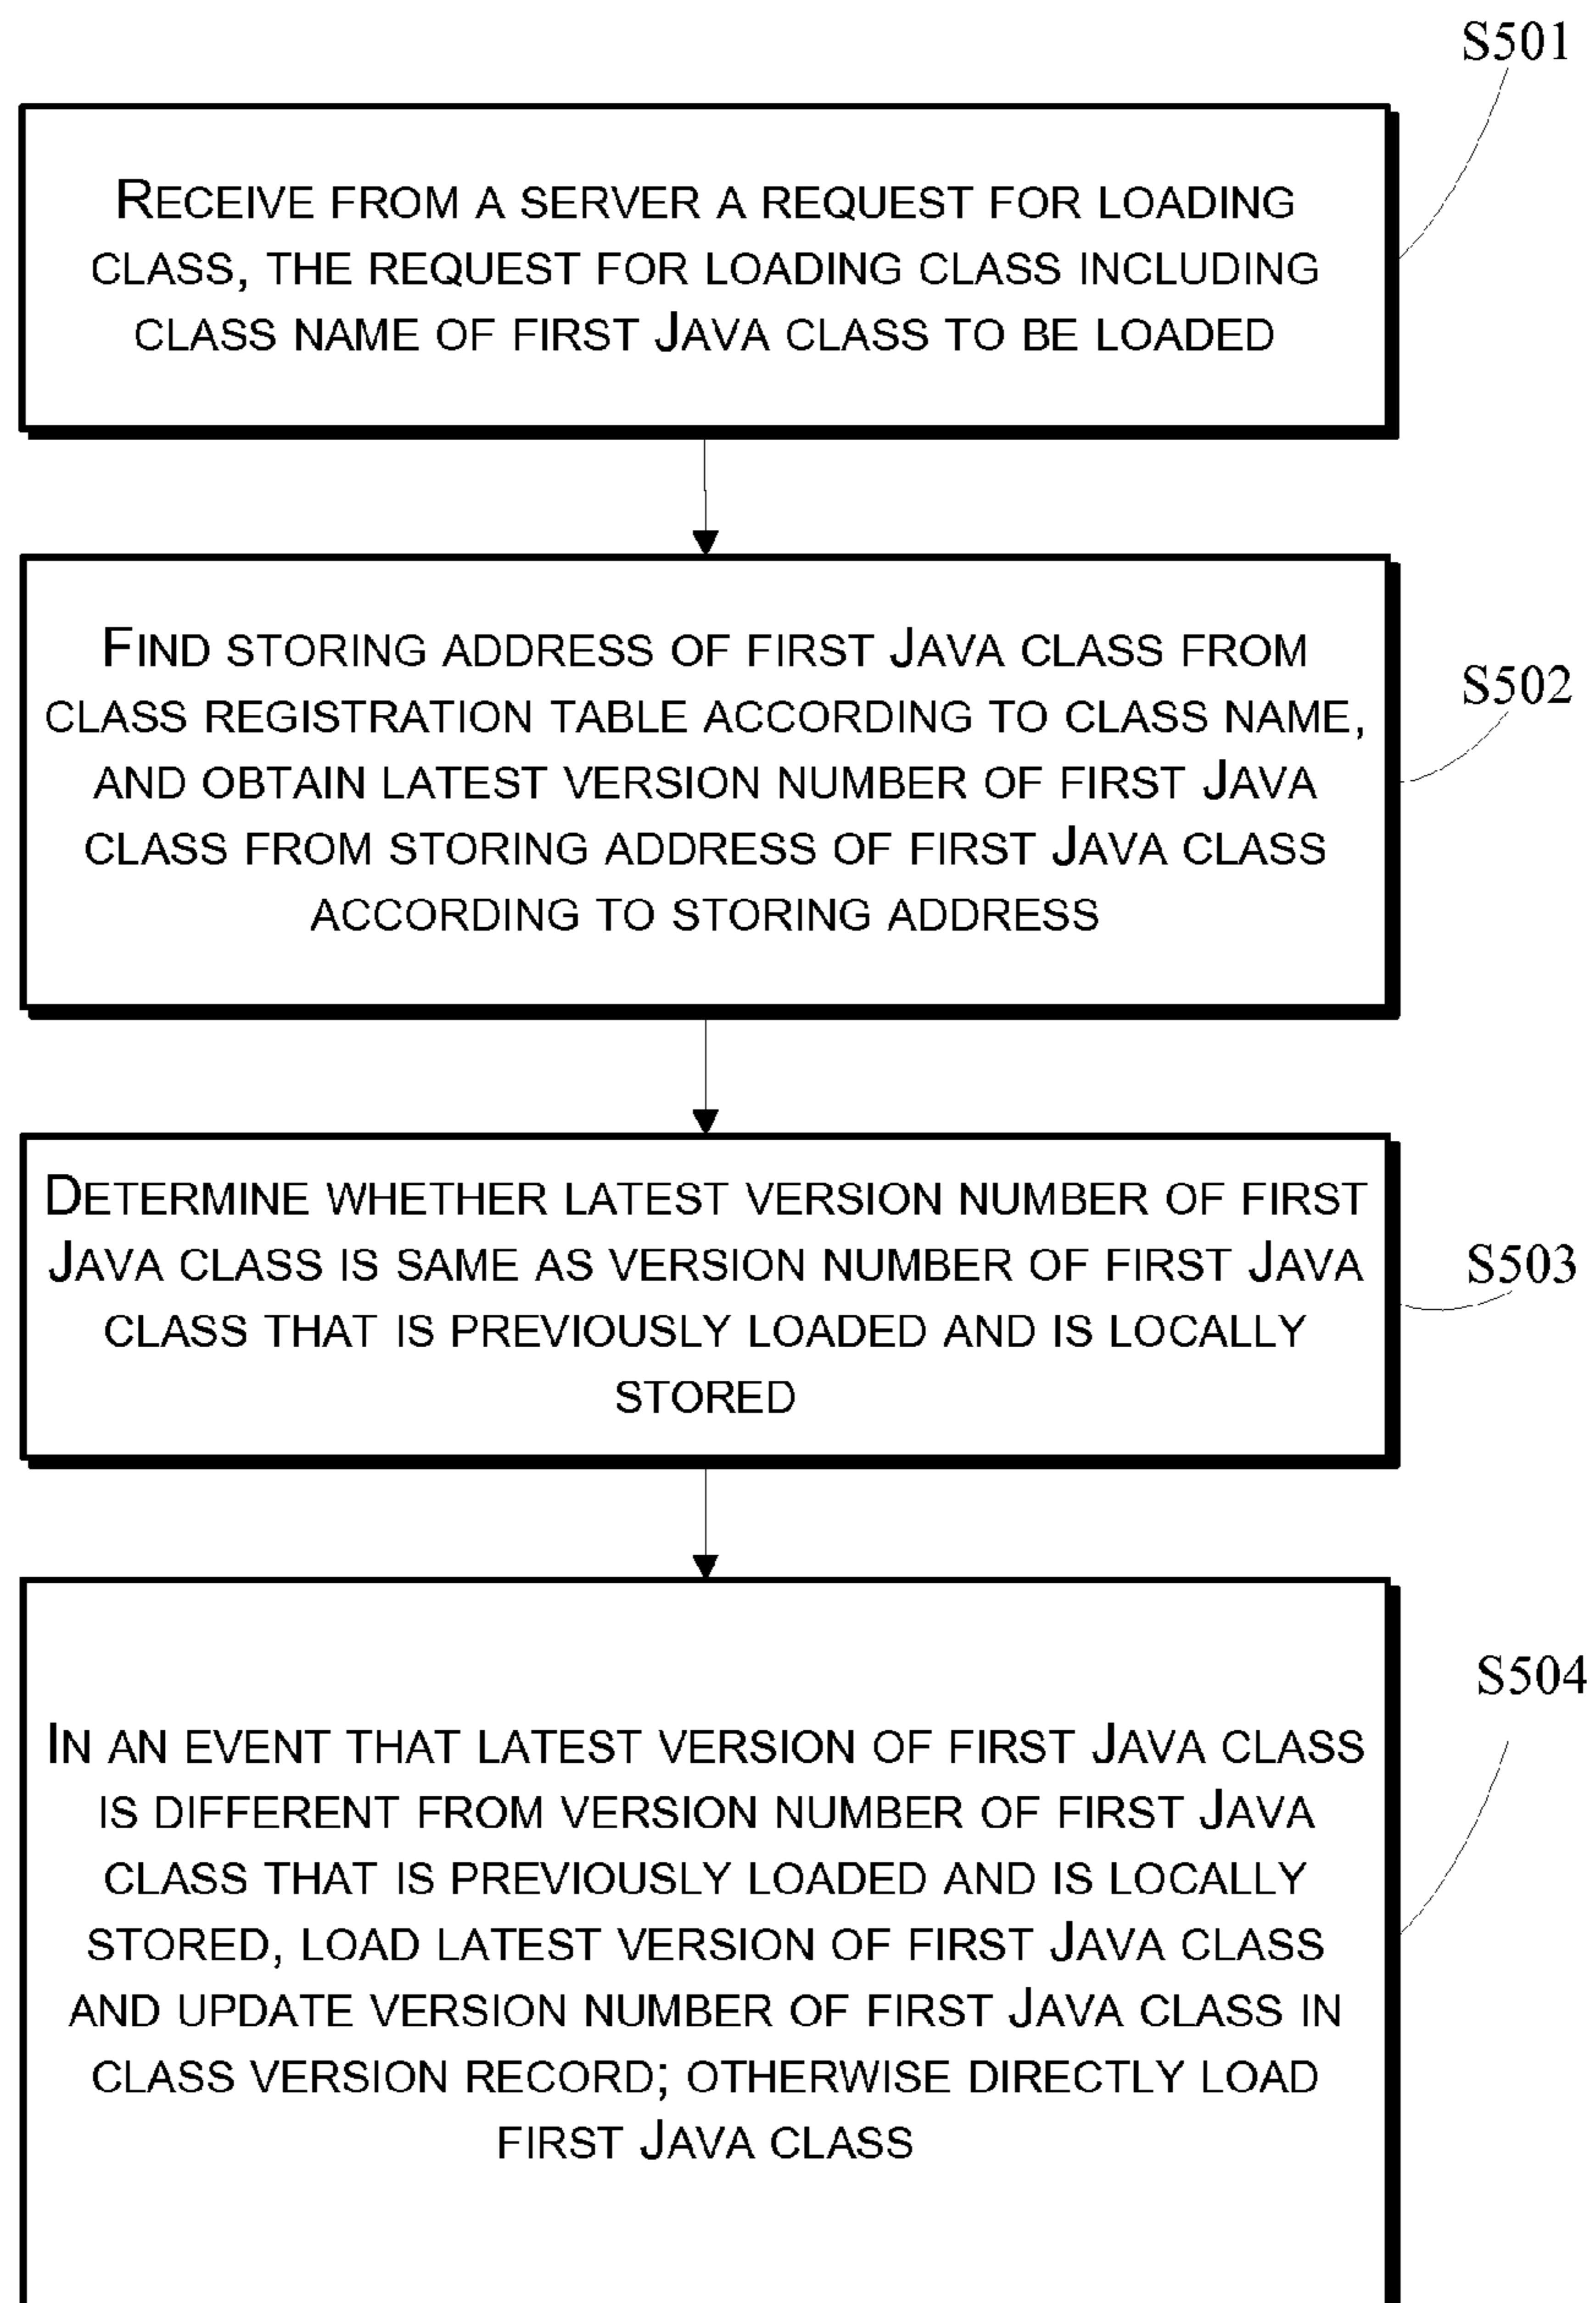 S501
Receive from a server a request for loading
class, the request for loading class including
class name of first Java class to be loaded
Find storing address of first Java class from
class registration table according to class name,
and obtain latest version number of first Java
class from storing address of first Java class
according to storing address
S502
Determine whether latest version number of first
Java class is same as version number of first Java
class that is previously loaded and is locally
stored
S503
In an event that latest version of first Java class
is different from version number of first Java
class that is previously loaded and is locally
stored, load latest version of first Java class
and update version number of first Java class in
class version record; otherwise directly load
first Java class
S504